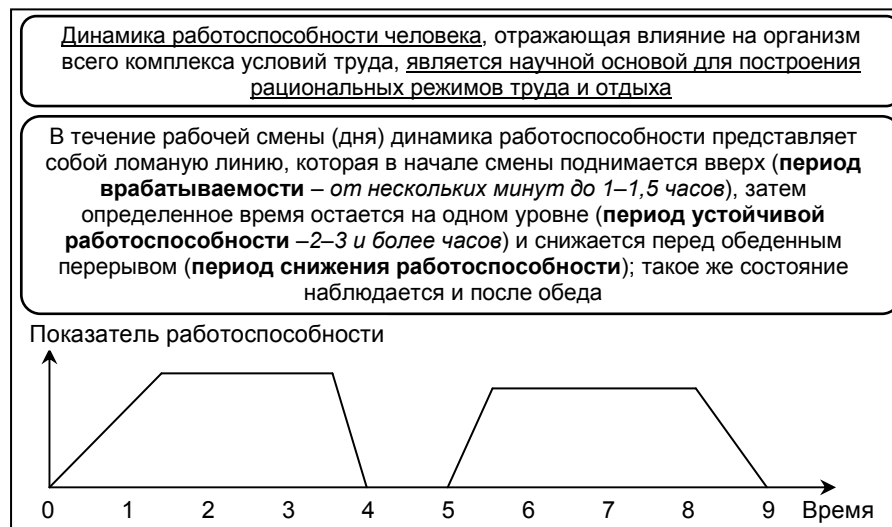 Динамика работоспособности человека, отражающая влияние на организм
всего комплекса условий труда, является научной основой для построения
рациональных режимов труда и отдыха
В течение рабочей смены (дня) динамика работоспособности представляет
собой ломаную линию, которая в начале смены поднимается вверх (период
врабатываемости – от нескольких минут до 1–1,5 часов), затем
определенное время остается на одном уровне (период устойчивой
работоспособности –2–3 и более часов) и снижается перед обеденным
перерывом (период снижения работоспособности); такое же состояние
наблюдается и после обеда
Показатель работоспособности
0 1 2 3 4 5 6 7 8 9 Время